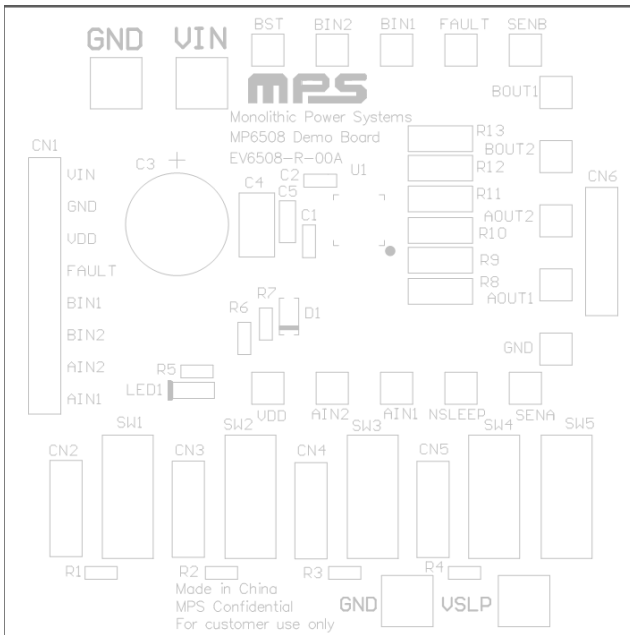 GND VIN BST BIN2 BIN1 FAULT SENB
mps
BOUT1
Monolithic Power Systems
MP6508 Demo Board
EV6508-R-00A
R13
BOUT2
CN1
VIN
C3
C2
U1
R12
C4
C5
R11
CN6
GND
AOUT2
C1
R10
VDD
FAULT
R9
R8
AOUT1
BIN1
R7
R6
D1
BIN2
GND
AIN2
R5
LED1
AIN1
VDD AIN2 AIN1 NSLEEP SENA
CN2 SW1 CN3 SW2 CN4 SW3 CN5 SW4 SW5
R1 R2 R3 R4
Made in China
MPS Confidential
For customer use only
GND VSLP